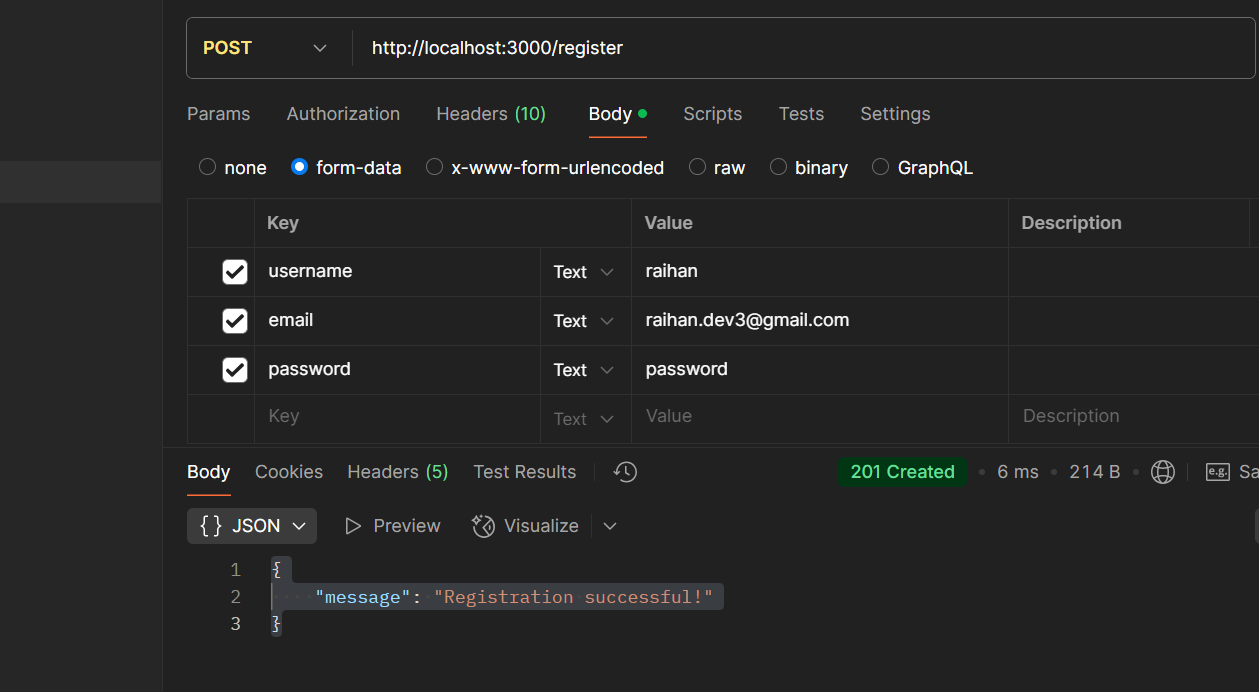 POST http://localhost:3000/register
Params Authorization Headers (10) Body Scripts Tests Settings
none form-data x-www-form-urlencoded raw binary GraphQL
Key Value Description
username Text raihan
email Text raihan.dev3@gmail.com
password Text password
Key Text Value Description
Body Cookies Headers (5) Test Results 201 Created 6 ms 214 B e.g. Sa
{} JSON Preview Visualize
1 {
2 "message": "Registration successful!"
3 }